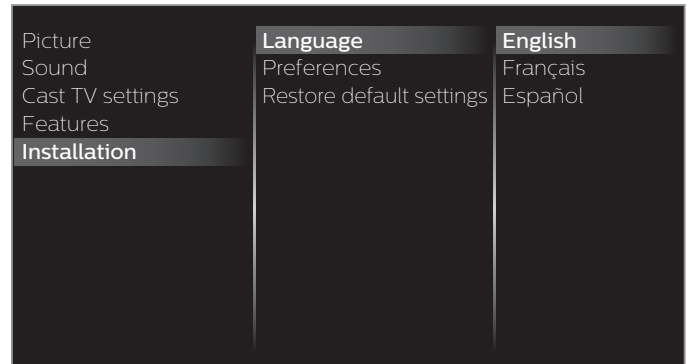 Picture
Sound
Cast TV settings
Features
Installation
Language
Preferences
Restore default settings
English
Français
Español